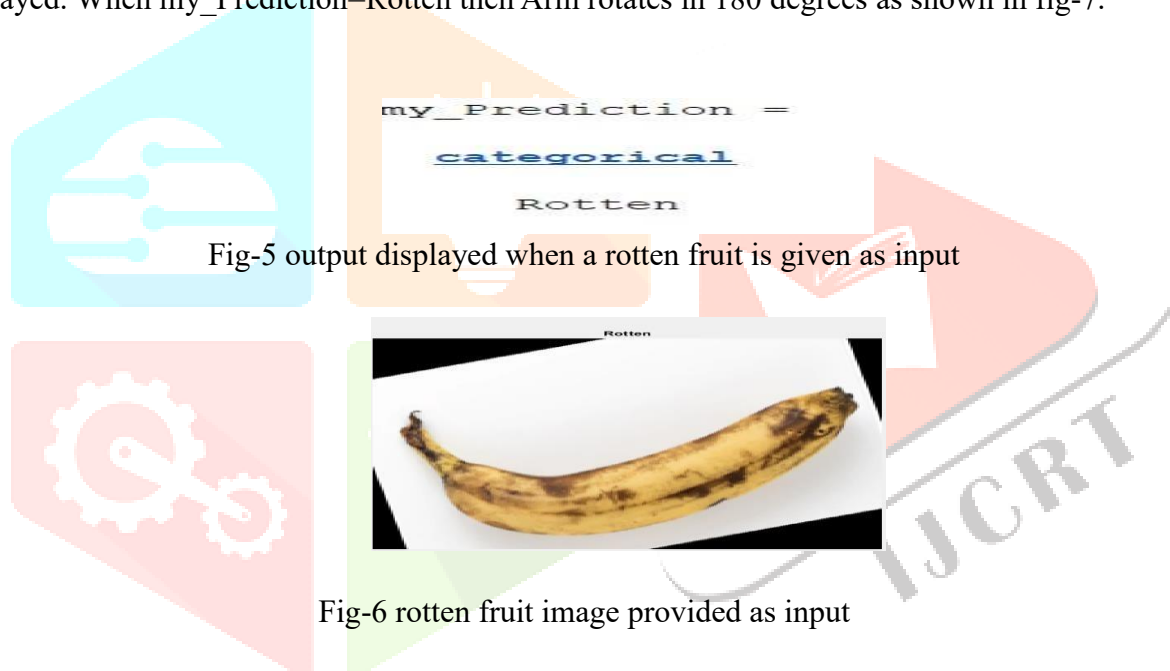 ayed. When my_Prediction=Rotten then Arm rotates in 180 degrees as shown in fig-7.
my_Prediction =
categorical
Rotten
Fig-5 output displayed when a rotten fruit is given as input
Rotten
IJCRT
Fig-6 rotten fruit image provided as input